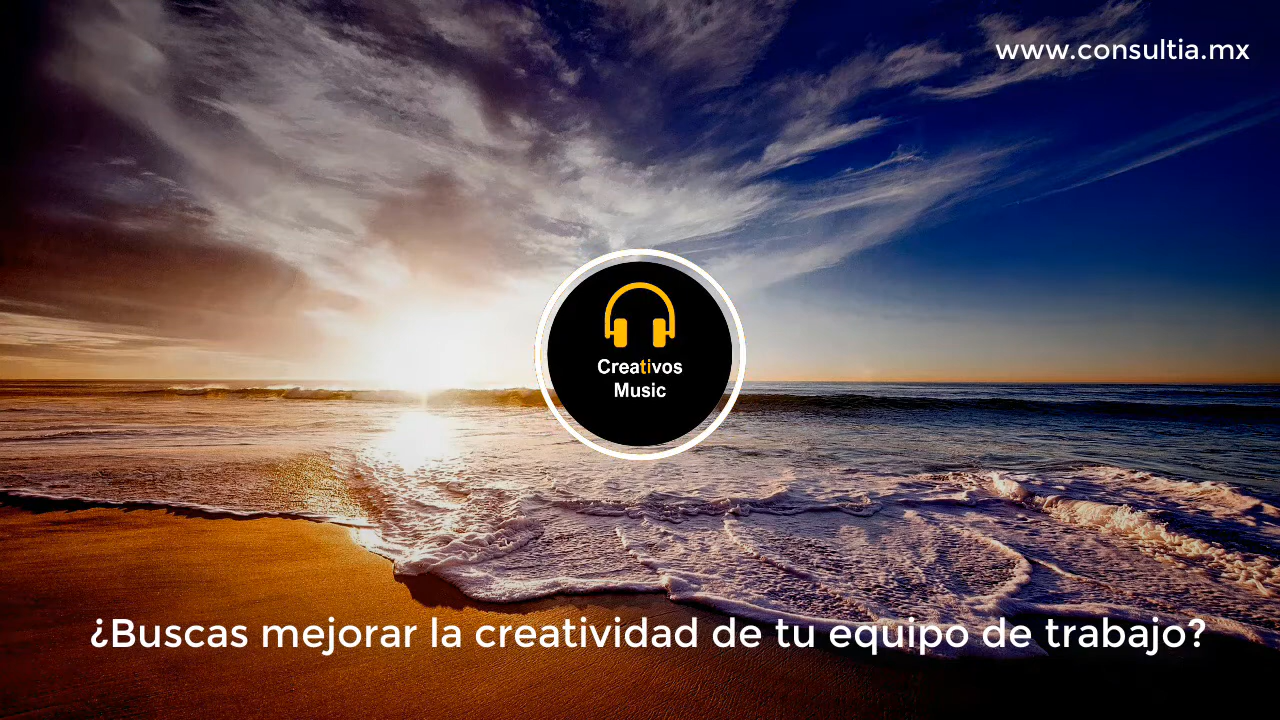 www.consultia.mx
Creativos
Music
¿Buscas mejorar la creatividad de tu equipo de trabajo?